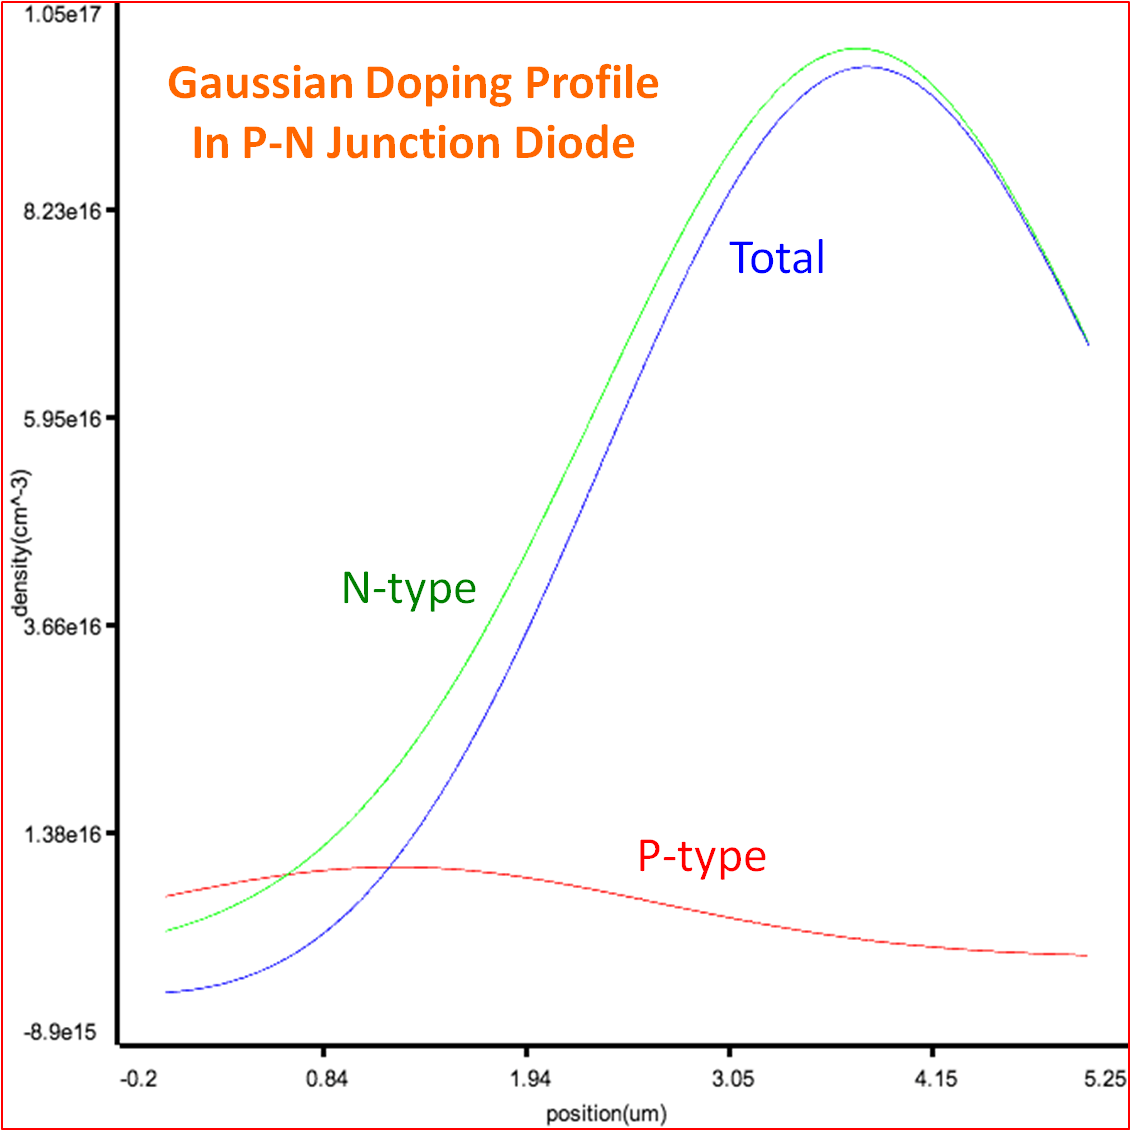 1.05e17
Gaussian Doping Profile
In P-N Junction Diode
8.23e16
Total
5.95e16
density(cm^-3)
N-type
3.66e16
P-type
1.38e16
-8.9e15
-0.2 0.84 1.94 3.05 4.15 5.25
position(um)